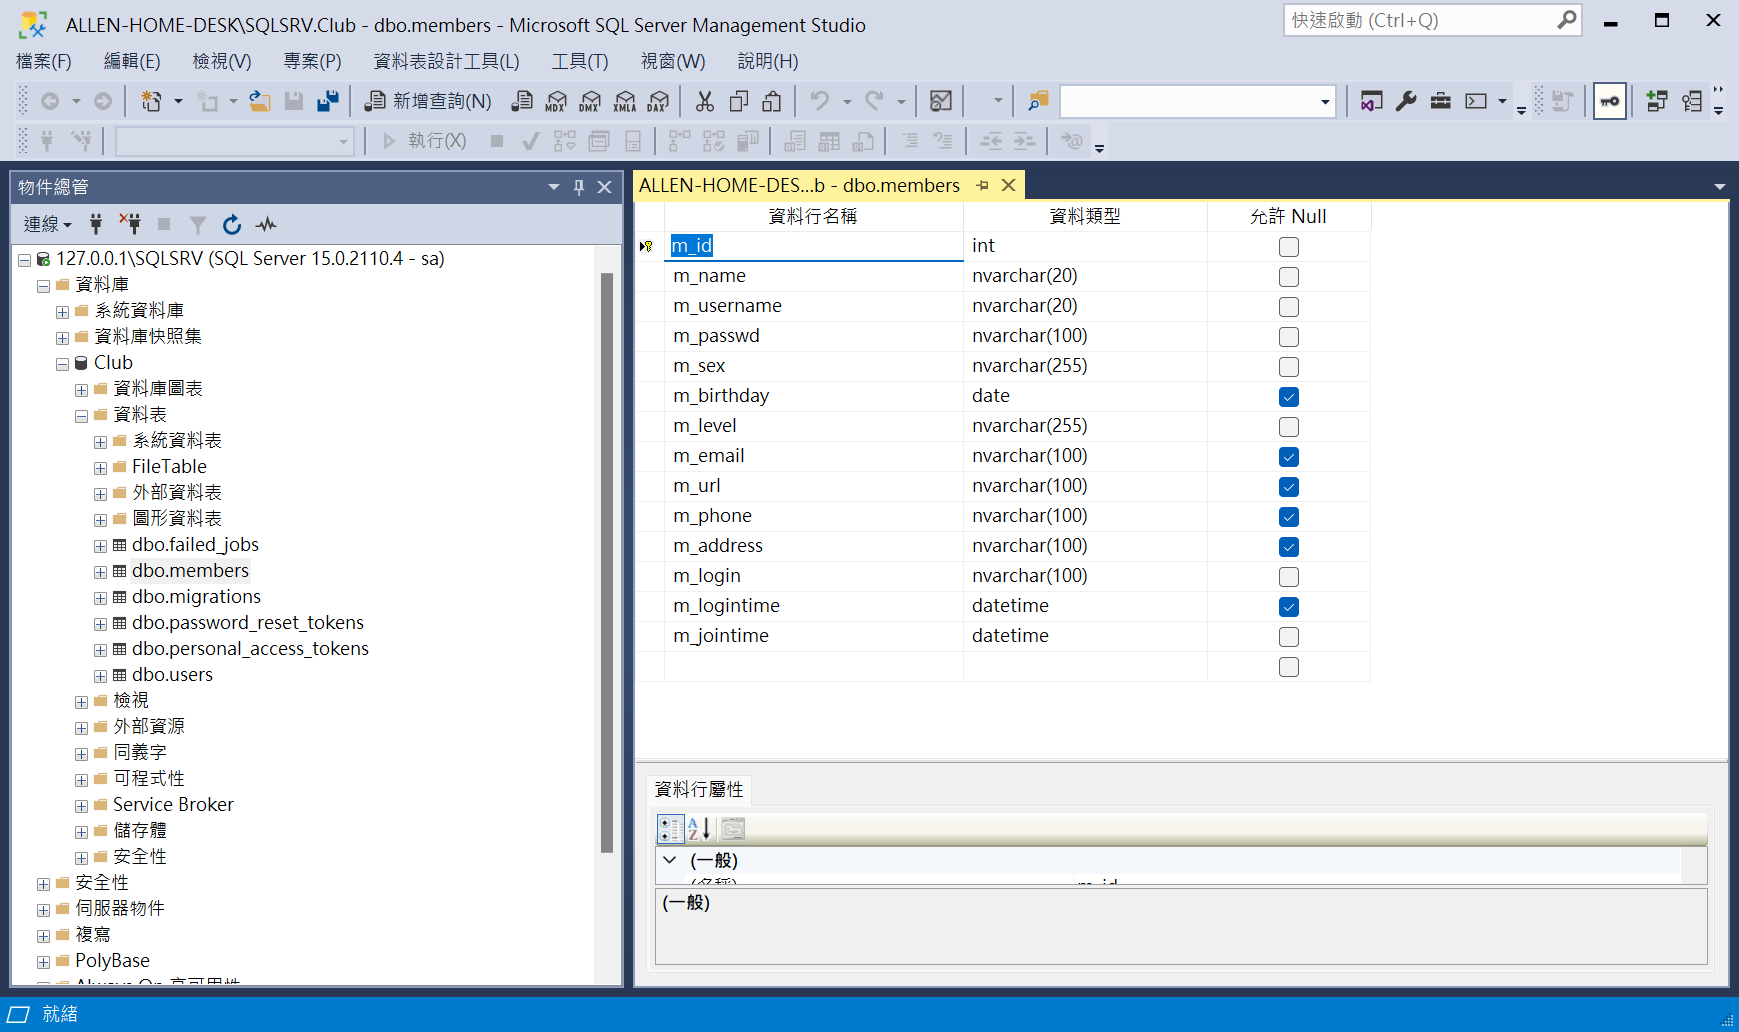 ALLEN-HOME-DESK\SQLSRV.Club - dbo.members - Microsoft SQL Server Management Studio
快速啟動 (Ctrl+Q)
檔案(F) 編輯(E) 檢視(V) 專案(P) 資料表設計工具(L) 工具(T) 視窗(W) 說明(H)
新增查詢(N) MDX DMX XMLA DAX
執行(X)
物件總管
連線
127.0.0.1\SQLSRV (SQL Server 15.0.2110.4 - sa)
資料庫
系統資料庫
資料庫快照集
Club
資料庫圖表
資料表
系統資料表
FileTable
外部資料表
圖形資料表
dbo.failed_jobs
dbo.members
dbo.migrations
dbo.password_reset_tokens
dbo.personal_access_tokens
dbo.users
檢視
外部資源
同義字
可程式性
Service Broker
儲存體
安全性
安全性
伺服器物件
複寫
PolyBase
Always On 高可用性
ALLEN-HOME-DES...b - dbo.members
資料行名稱 資料類型 允許 Null
m_id int
m_name nvarchar(20)
m_username nvarchar(20)
m_passwd nvarchar(100)
m_sex nvarchar(255)
m_birthday date
m_level nvarchar(255)
m_email nvarchar(100)
m_url nvarchar(100)
m_phone nvarchar(100)
m_address nvarchar(100)
m_login nvarchar(100)
m_logintime datetime
m_jointime datetime
資料行屬性
(一般)
(名稱) m_id
(一般)
就緒